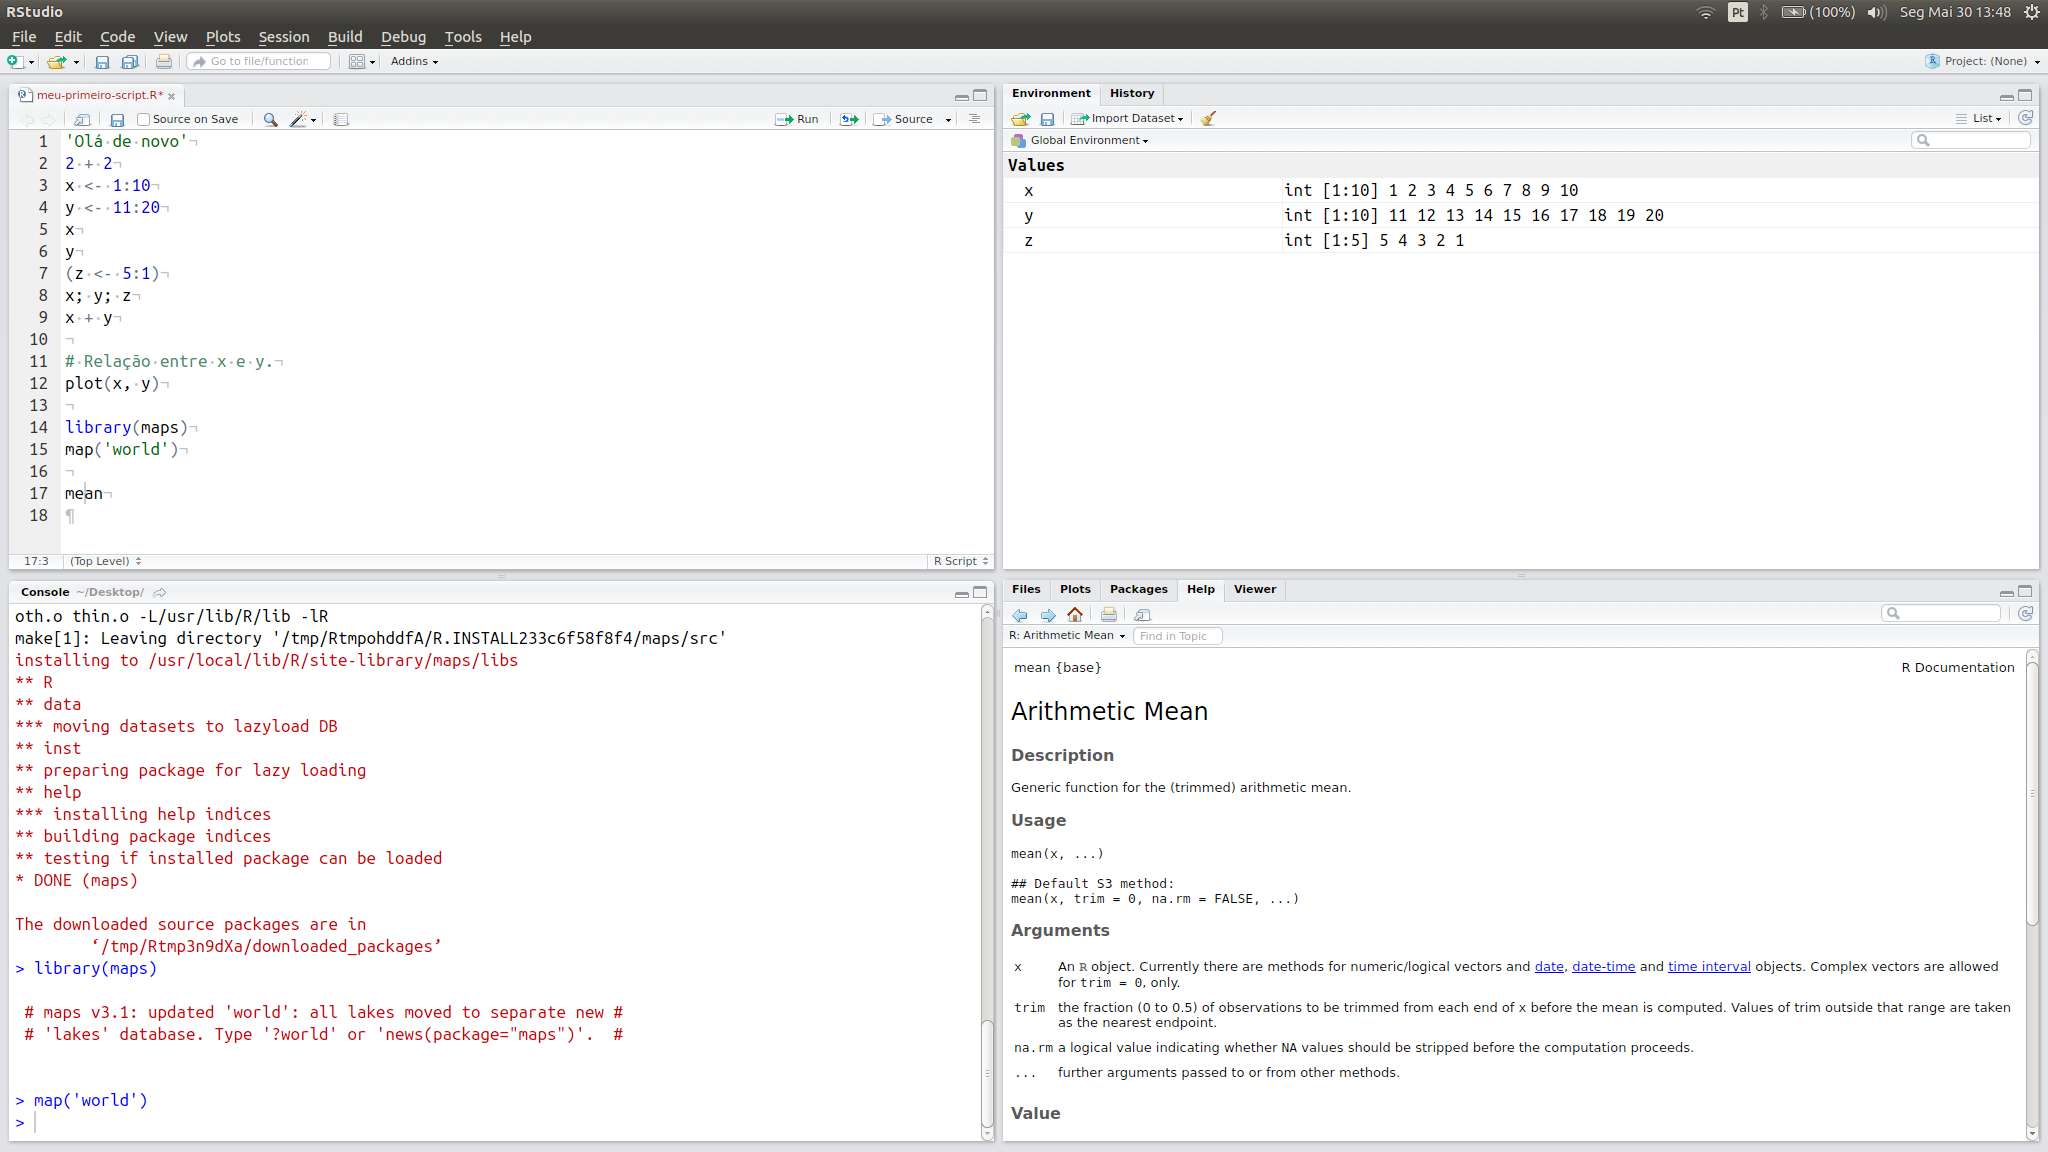 RStudio
Pt (100%) Seg Mai 30 13:48
File Edit Code View Plots Session Build Debug Tools Help
Go to file/function Addins Project: (None)
meu-primeiro-script.R*
Source on Save Run Source
1 'Olá de novo'¬
2 2 + 2¬
3 x <- 1:10¬
4 y <- 11:20¬
5 x¬
6 y¬
7 (z <- 5:1)¬
8 x; y; z¬
9 x + y¬
10 ¬
11 # Relação entre x e y.¬
12 plot(x, y)¬
13 ¬
14 library(maps)¬
15 map('world')¬
16 ¬
17 mean¬
18 ¶
17:3 (Top Level) R Script
Environment History
Import Dataset List
Global Environment
Values
x int [1:10] 1 2 3 4 5 6 7 8 9 10
y int [1:10] 11 12 13 14 15 16 17 18 19 20
z int [1:5] 5 4 3 2 1
Console ~/Desktop/
oth.o thin.o -L/usr/lib/R/lib -lR
make[1]: Leaving directory '/tmp/RtmpohddfA/R.INSTALL233c6f58f8f4/maps/src'
installing to /usr/local/lib/R/site-library/maps/libs
** R
** data
*** moving datasets to lazyload DB
** inst
** preparing package for lazy loading
** help
*** installing help indices
** building package indices
** testing if installed package can be loaded
* DONE (maps)
The downloaded source packages are in
‘/tmp/Rtmp3n9dXa/downloaded_packages’
> library(maps)
# maps v3.1: updated 'world': all lakes moved to separate new #
# 'lakes' database. Type '?world' or 'news(package="maps")'. #
> map('world')
>
Files Plots Packages Help Viewer
R: Arithmetic Mean Find in Topic
mean {base} R Documentation
Arithmetic Mean
Description
Generic function for the (trimmed) arithmetic mean.
Usage
mean(x, ...)
## Default S3 method:
mean(x, trim = 0, na.rm = FALSE, ...)
Arguments
x An R object. Currently there are methods for numeric/logical vectors and date, date-time and time interval objects. Complex vectors are allowed
for trim = 0, only.
trim the fraction (0 to 0.5) of observations to be trimmed from each end of x before the mean is computed. Values of trim outside that range are taken
as the nearest endpoint.
na.rm a logical value indicating whether NA values should be stripped before the computation proceeds.
... further arguments passed to or from other methods.
Value